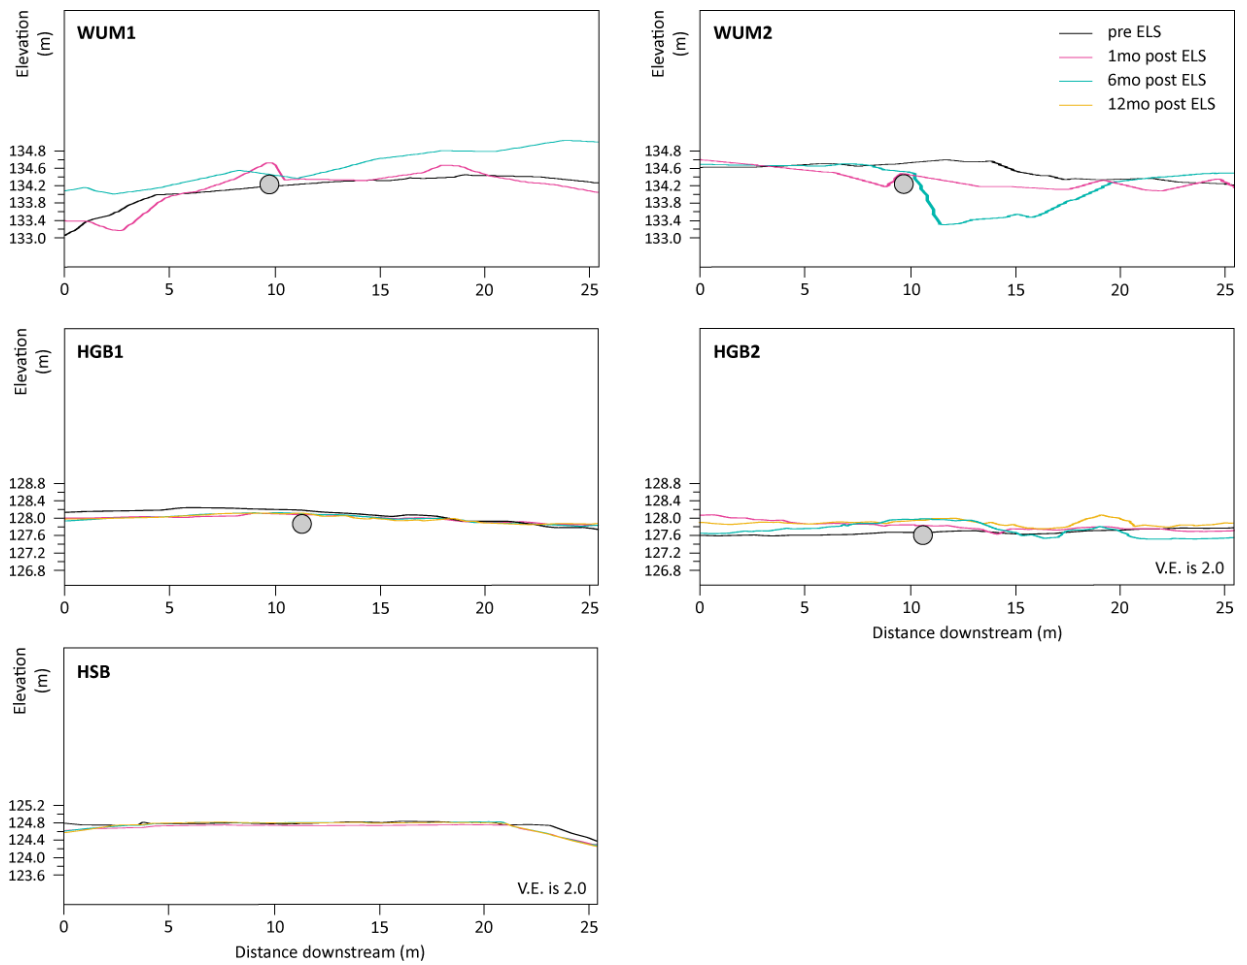 Elevation
(m)
WUM1
134.8
134.6
134.2
133.8
133.4
133.0
0 5 10 15 20 25
Elevation
(m)
WUM2
pre ELS
1mo post ELS
6mo post ELS
12mo post ELS
134.8
134.6
134.2
133.8
133.4
133.0
0 5 10 15 20 25
Elevation
(m)
HGB1
128.8
128.4
128.0
127.6
127.2
126.8
0 5 10 15 20 25
Elevation
(m)
HGB2
128.8
128.4
128.0
127.6
127.2
126.8
V.E. is 2.0
0 5 10 15 20 25
Distance downstream (m)
Elevation
(m)
HSB
125.2
124.8
124.4
124.0
123.6
V.E. is 2.0
0 5 10 15 20 25
Distance downstream (m)